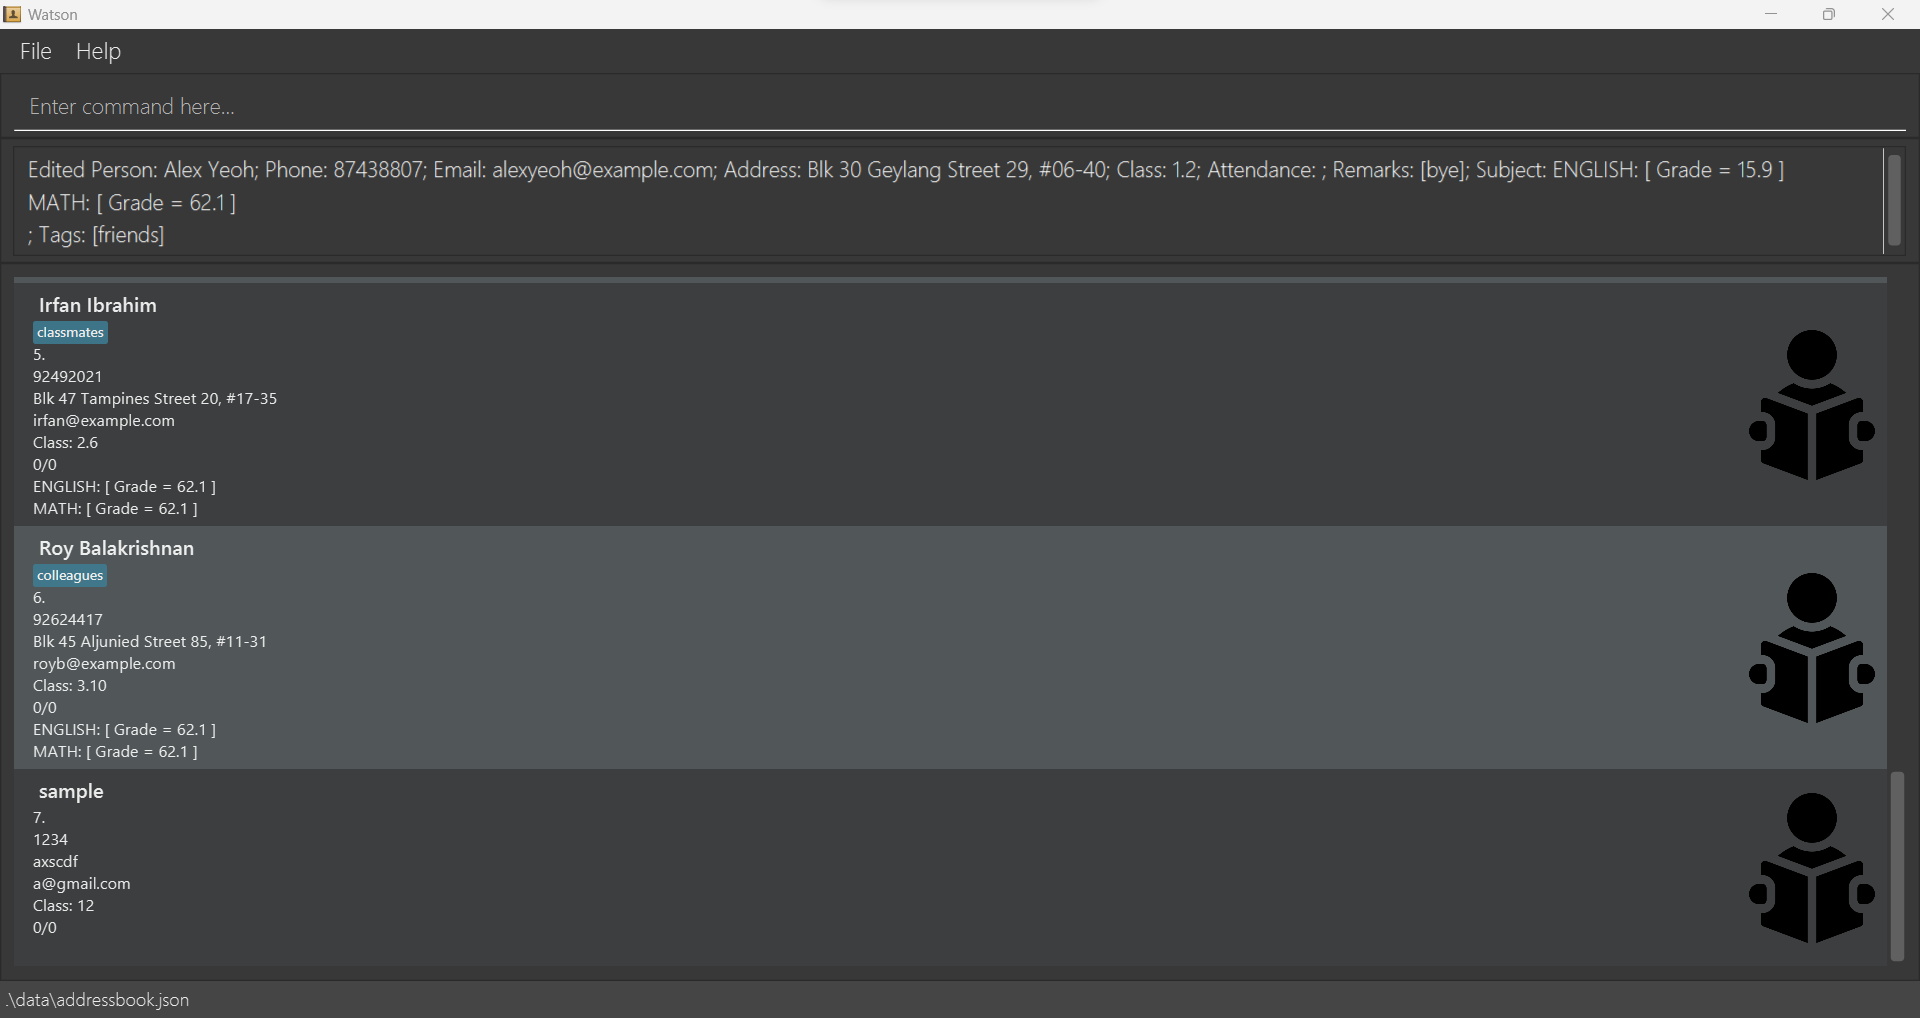 Watson
File Help
Enter command here...
Edited Person: Alex Yeoh; Phone: 87438807; Email: alexyeoh@example.com; Address: Blk 30 Geylang Street 29, #06-40; Class: 1.2; Attendance: ; Remarks: [bye]; Subject: ENGLISH: [ Grade = 15.9 ]
MATH: [ Grade = 62.1 ]
; Tags: [friends]
Irfan Ibrahim
classmates
5.
92492021
Blk 47 Tampines Street 20, #17-35
irfan@example.com
Class: 2.6
0/0
ENGLISH: [ Grade = 62.1 ]
MATH: [ Grade = 62.1 ]
Roy Balakrishnan
colleagues
6.
92624417
Blk 45 Aljunied Street 85, #11-31
royb@example.com
Class: 3.10
0/0
ENGLISH: [ Grade = 62.1 ]
MATH: [ Grade = 62.1 ]
sample
7.
1234
axscdf
a@gmail.com
Class: 12
0/0
.\data\addressbook.json